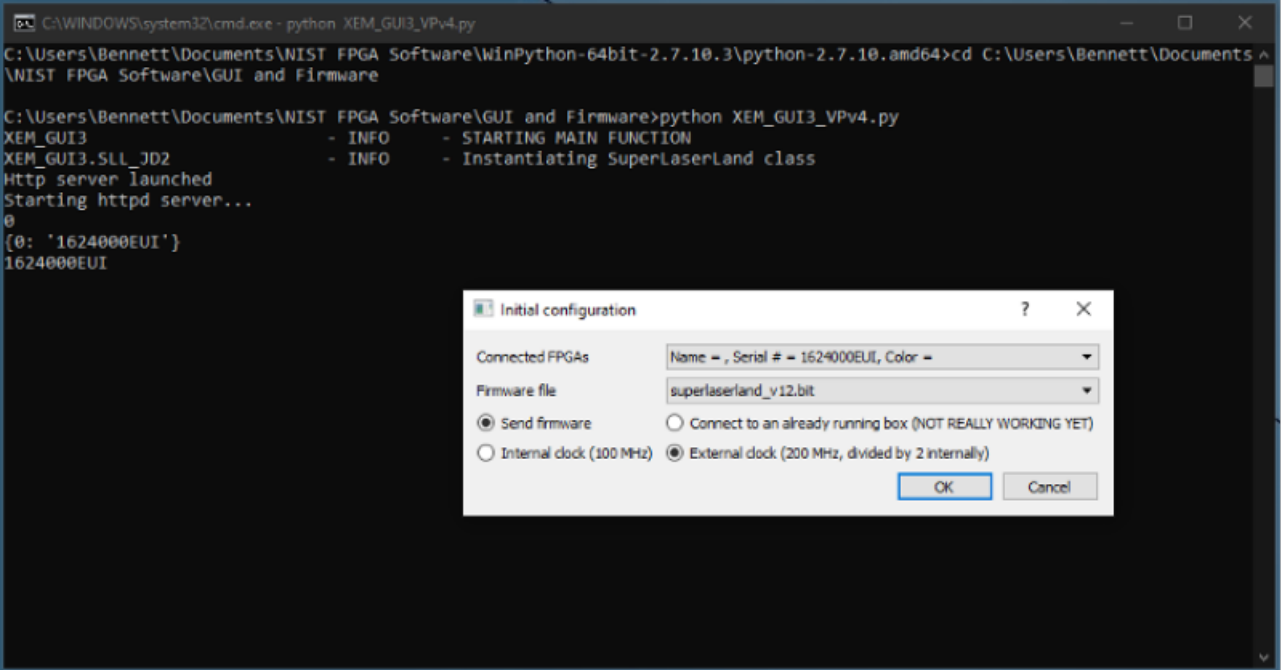 C:\WINDOWS\system32\cmd.exe - python XEM_GUI3_VPv4.py
C:\Users\Bennett\Documents\NIST FPGA Software\WinPython-64bit-2.7.10.3\python-2.7.10.amd64>cd C:\Users\Bennett\Documents
\NIST FPGA Software\GUI and Firmware
C:\Users\Bennett\Documents\NIST FPGA Software\GUI and Firmware>python XEM_GUI3_VPv4.py
XEM_GUI3 - INFO - STARTING MAIN FUNCTION
XEM_GUI3.SLL_JD2 - INFO - Instantiating SuperLaserLand class
Http server launched
Starting httpd server...
0
{0: '1624000EUI'}
1624000EUI
Initial configuration ?
Connected FPGAs Name = , Serial # = 1624000EUI, Color =
Firmware file superlaserland_v12.bit
Send firmware Connect to an already running box (NOT REALLY WORKING YET)
Internal clock (100 MHz) External clock (200 MHz, divided by 2 internally)
OK Cancel